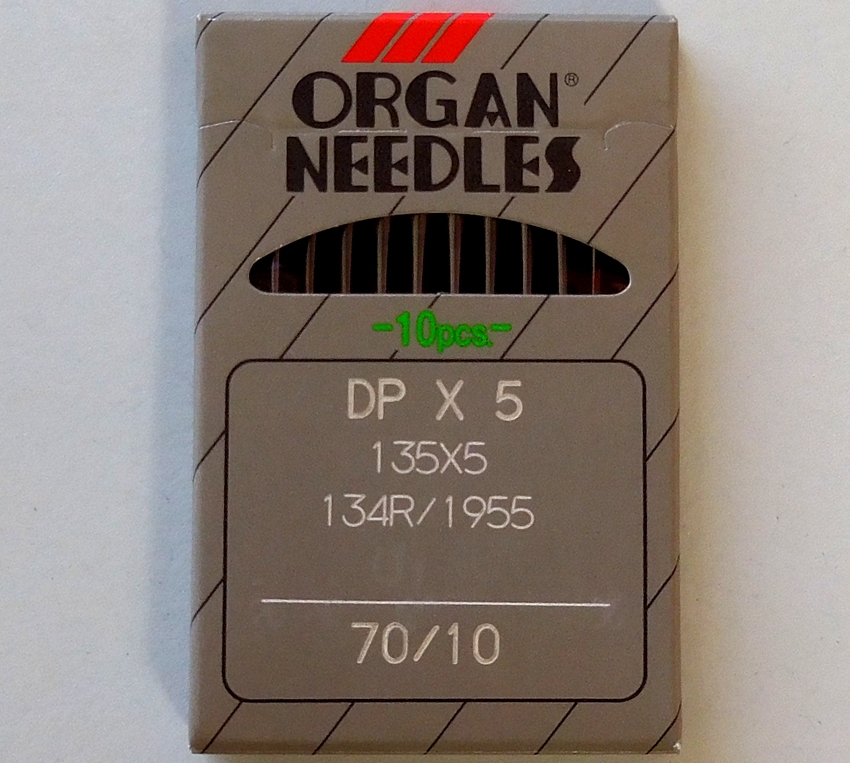 ORGAN®
NEEDLES
-10pcs.-
DP X 5
135X5
134R/1955
70/10